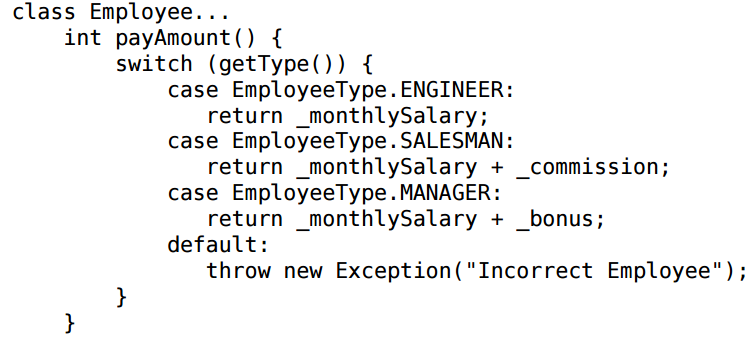 class Employee...
    int payAmount() {
        switch (getType()) {
            case EmployeeType.ENGINEER:
               return _monthlySalary;
            case EmployeeType.SALESMAN:
               return _monthlySalary + _commission;
            case EmployeeType.MANAGER:
               return _monthlySalary + _bonus;
            default:
               throw new Exception("Incorrect Employee");
        }
    }